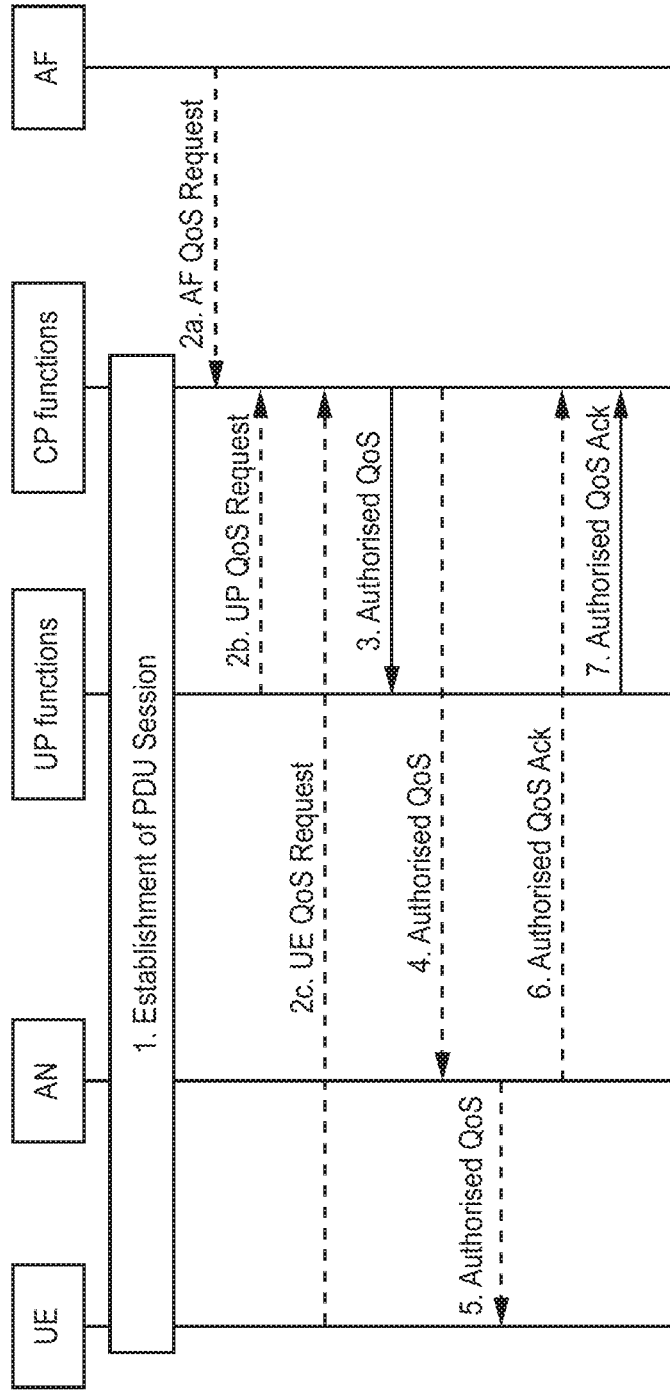 UE
AN
UP functions
CP functions
AF
1. Establishment of PDU Session
2a. AF QoS Request
2b. UP QoS Request
2c. UE QoS Request
3. Authorised QoS
4. Authorised QoS
5. Authorised QoS
6. Authorised QoS Ack
7. Authorised QoS Ack